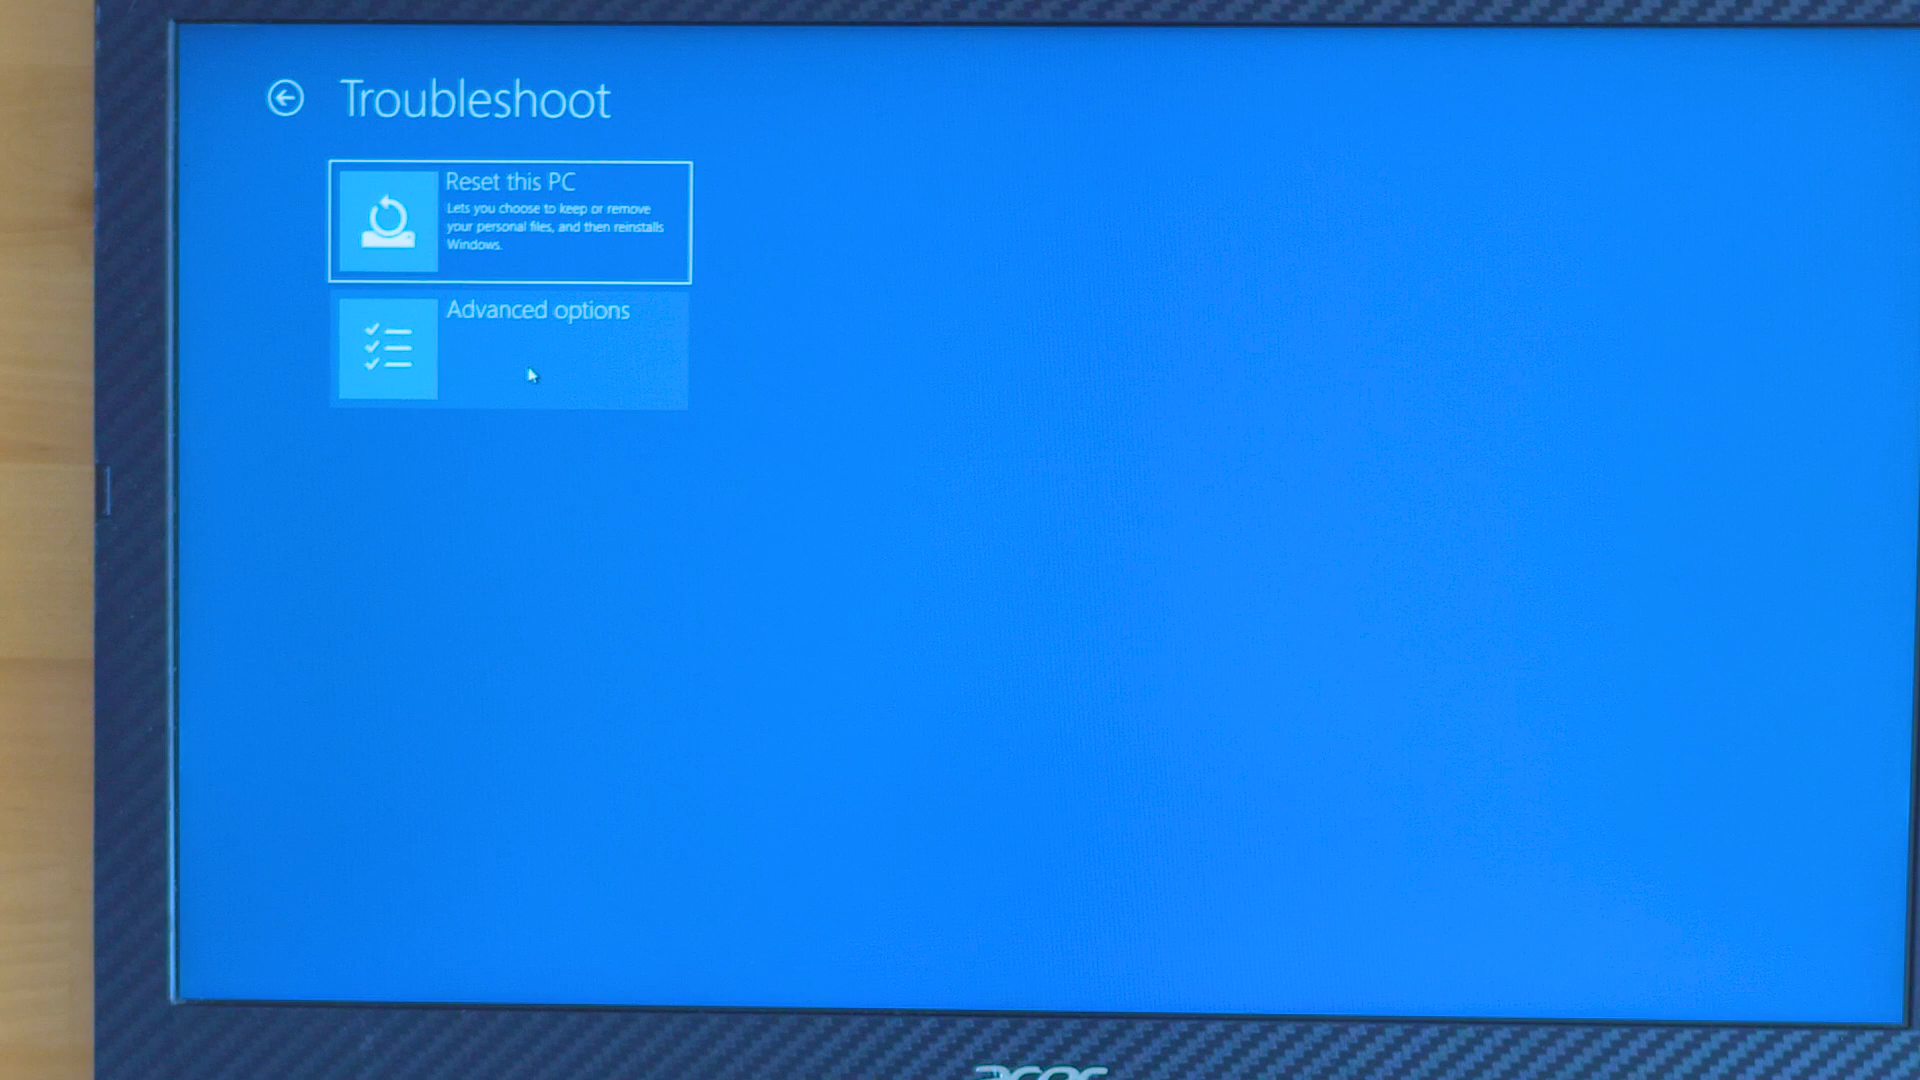 Troubleshoot
Reset this PC
Lets you choose to keep or remove
your personal files, and then reinstalls
Windows.
Advanced options
acer